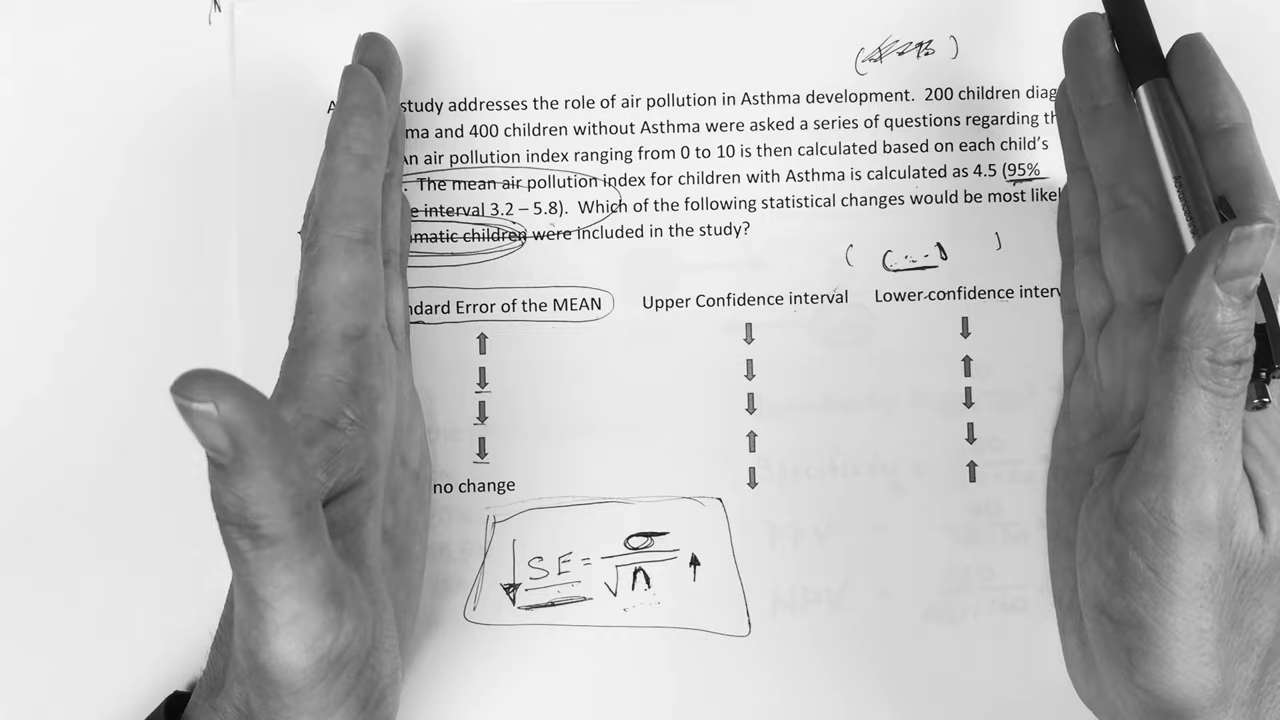 study addresses the role of air pollution in Asthma development. 200 children diag
ma and 400 children without Asthma were asked a series of questions regarding th
n air pollution index ranging from 0 to 10 is then calculated based on each child's
. The mean air pollution index for children with Asthma is calculated as 4.5 (95%
e interval 3.2 – 5.8). Which of the following statistical changes would be most likel
matic children were included in the study?
ndard Error of the MEAN Upper Confidence interval Lower confidence interv
no change
SE = σ / √n